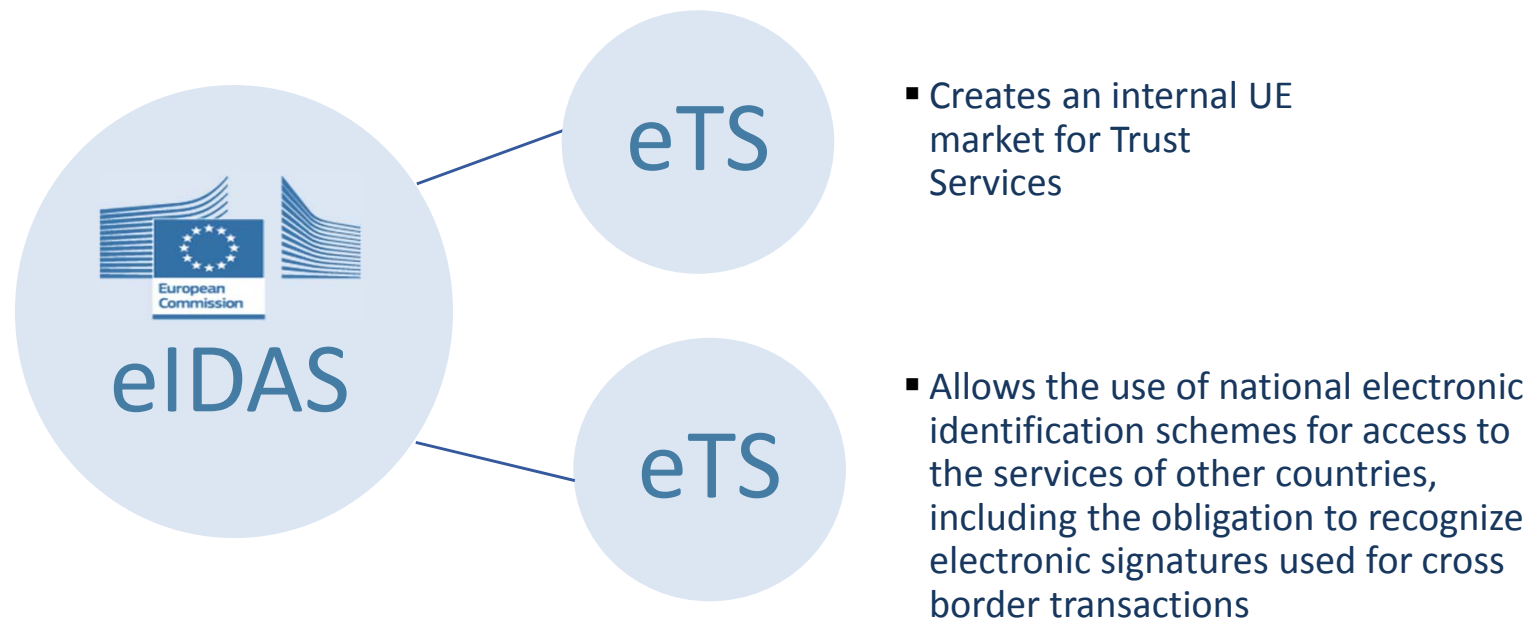 European
Commission
eIDAS
eTS
▪ Creates an internal UE
market for Trust
Services
eTS
▪ Allows the use of national electronic
identification schemes for access to
the services of other countries,
including the obligation to recognize
electronic signatures used for cross
border transactions